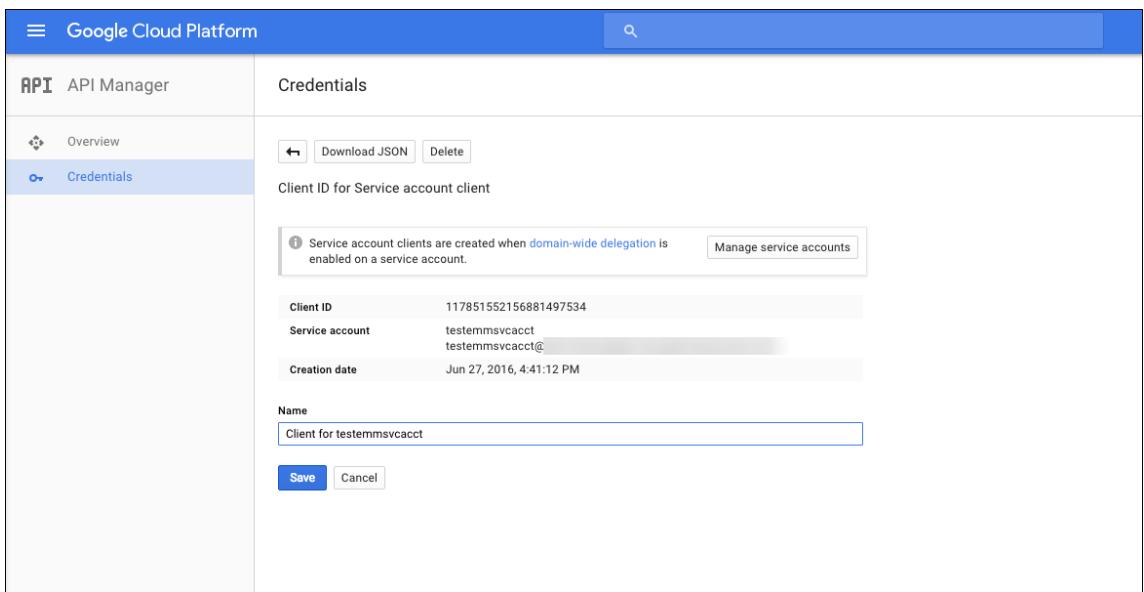 Google Cloud Platform
API API Manager
Credentials
Overview
Credentials
Download JSON Delete
Client ID for Service account client
Service account clients are created when domain-wide delegation is
enabled on a service account.
Manage service accounts
Client ID 117851552156881497534
Service account testemmsvcacct
testemmsvcacct@
Creation date Jun 27, 2016, 4:41:12 PM
Name
Client for testemmsvcacct
Save Cancel